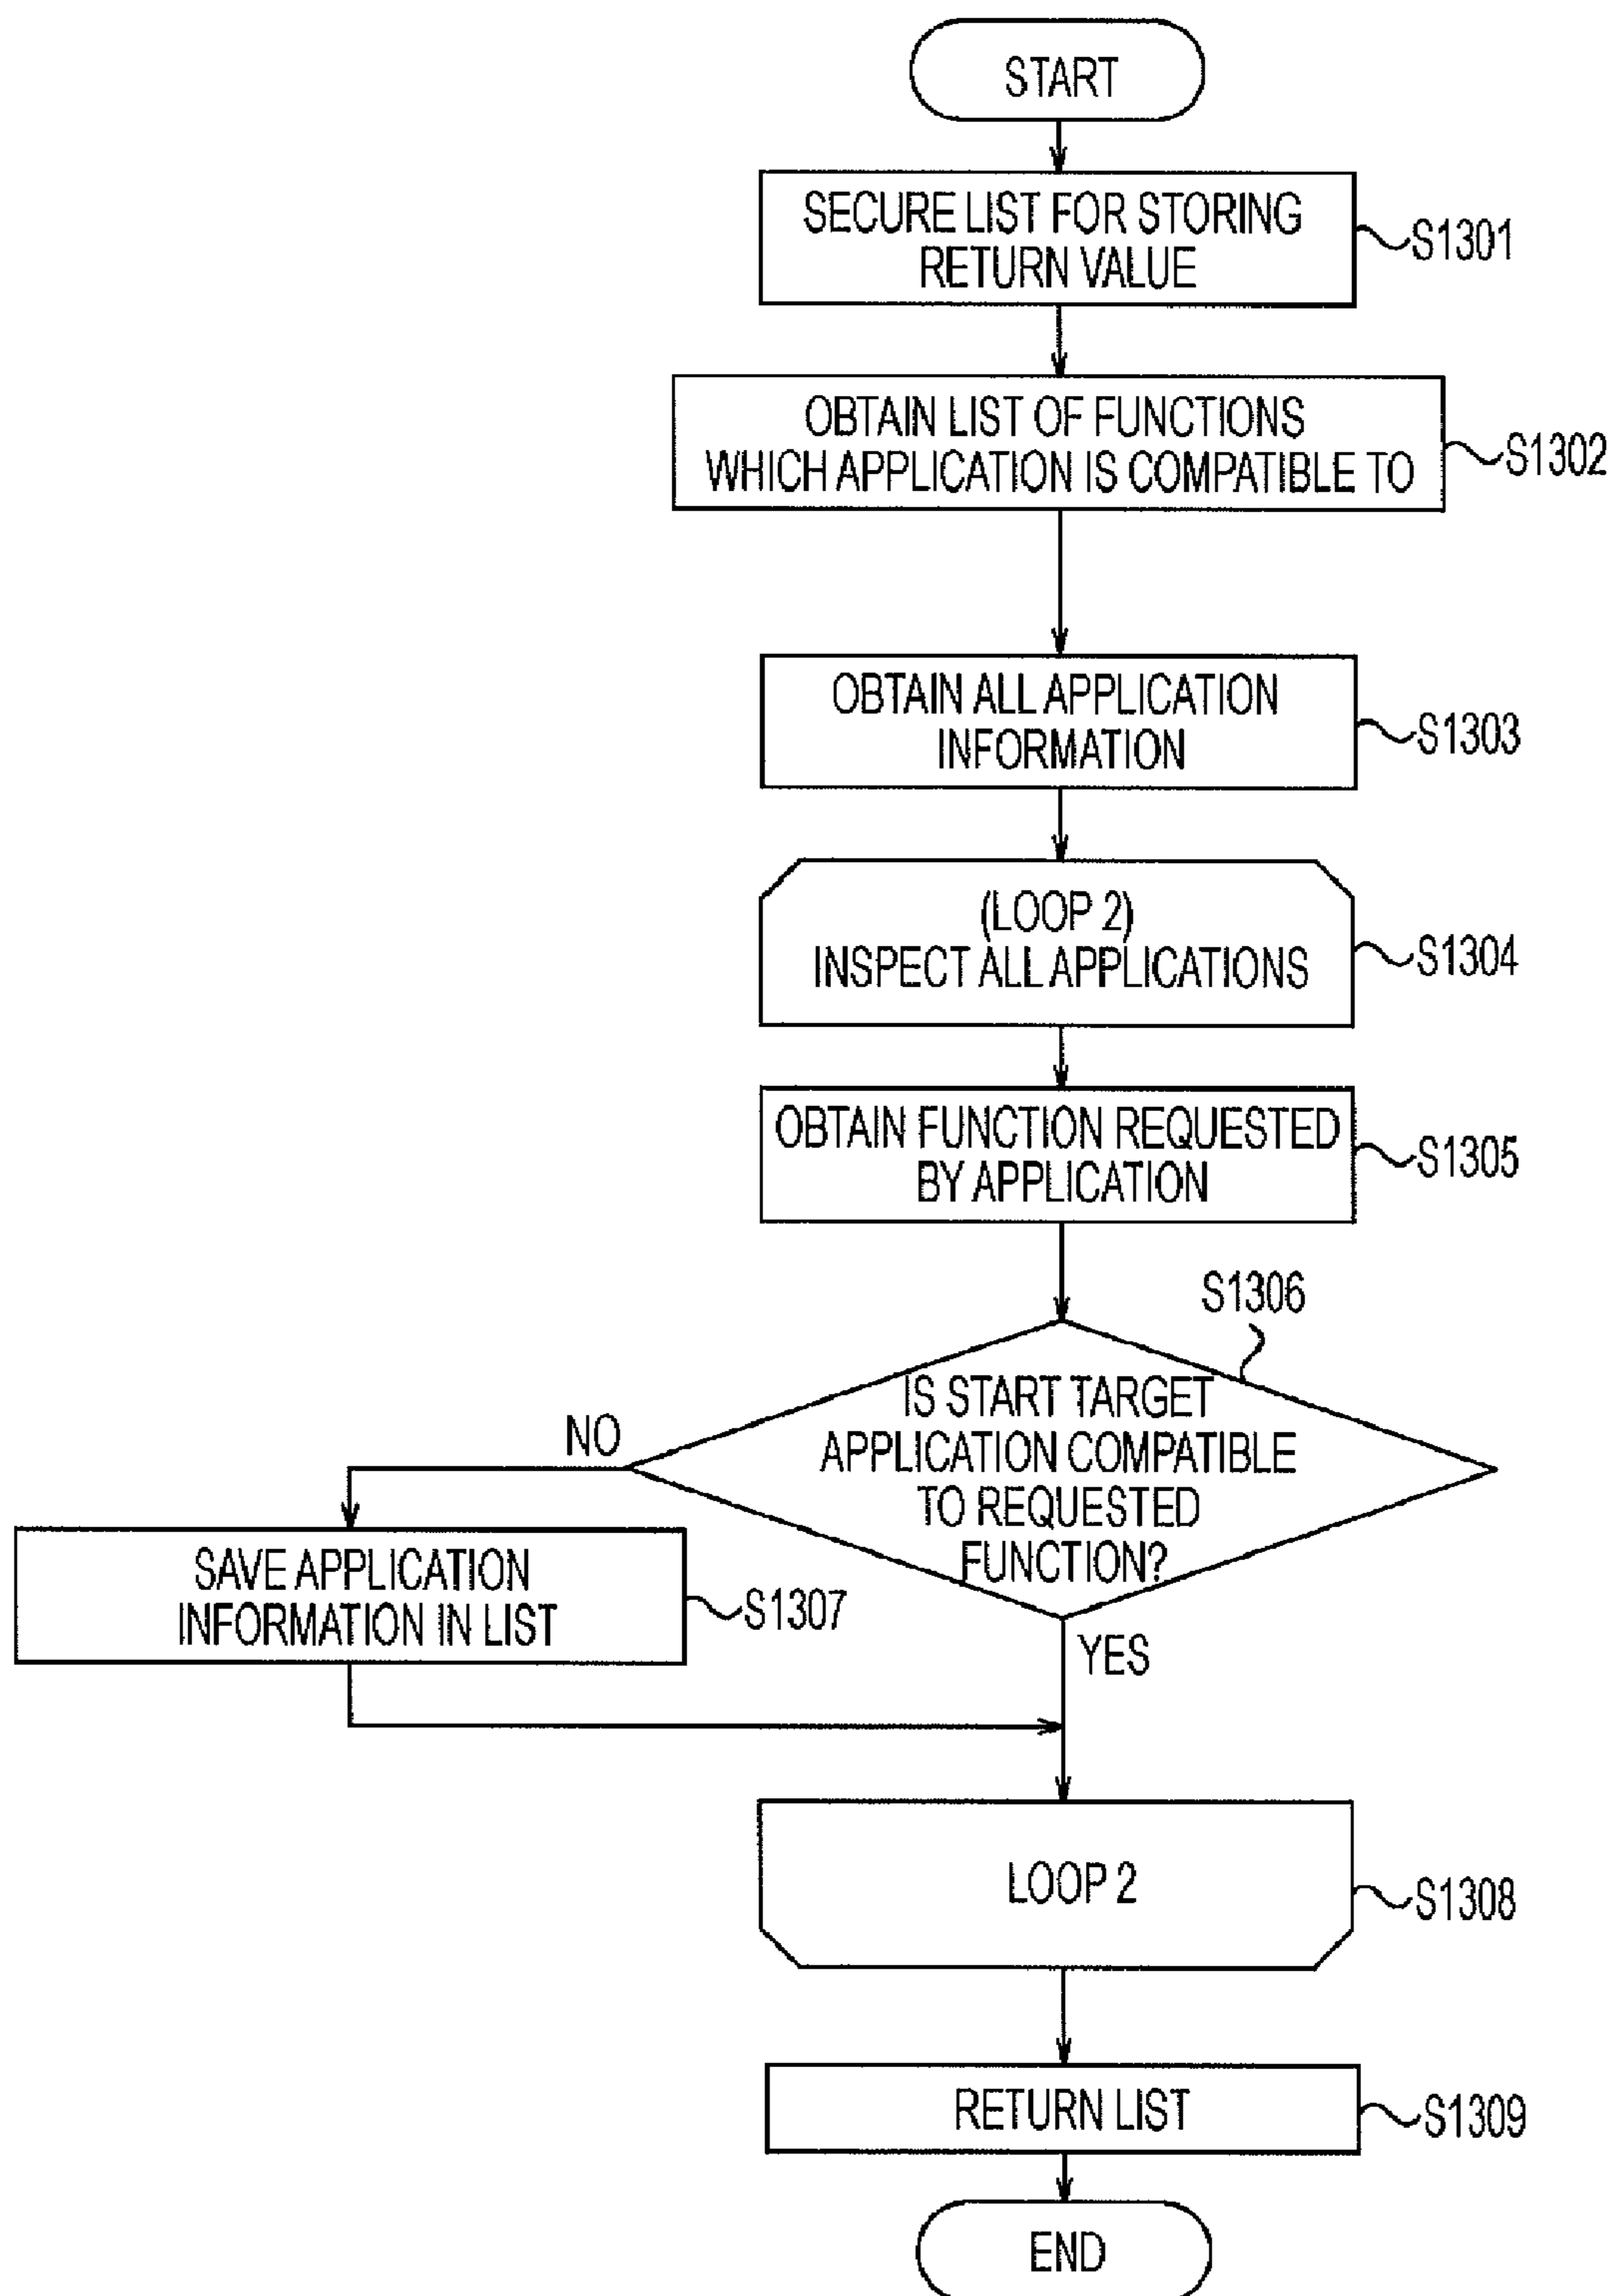 START
SECURE LIST FOR STORING
RETURN VALUE
S1301
OBTAIN LIST OF FUNCTIONS
WHICH APPLICATION IS COMPATIBLE TO
S1302
OBTAIN ALL APPLICATION
INFORMATION
S1303
(LOOP 2)
INSPECT ALL APPLICATIONS
S1304
OBTAIN FUNCTION REQUESTED
BY APPLICATION
S1305
S1306
IS START TARGET
APPLICATION COMPATIBLE
TO REQUESTED
FUNCTION?
NO
SAVE APPLICATION
INFORMATION IN LIST
S1307
YES
LOOP 2
S1308
RETURN LIST
S1309
END